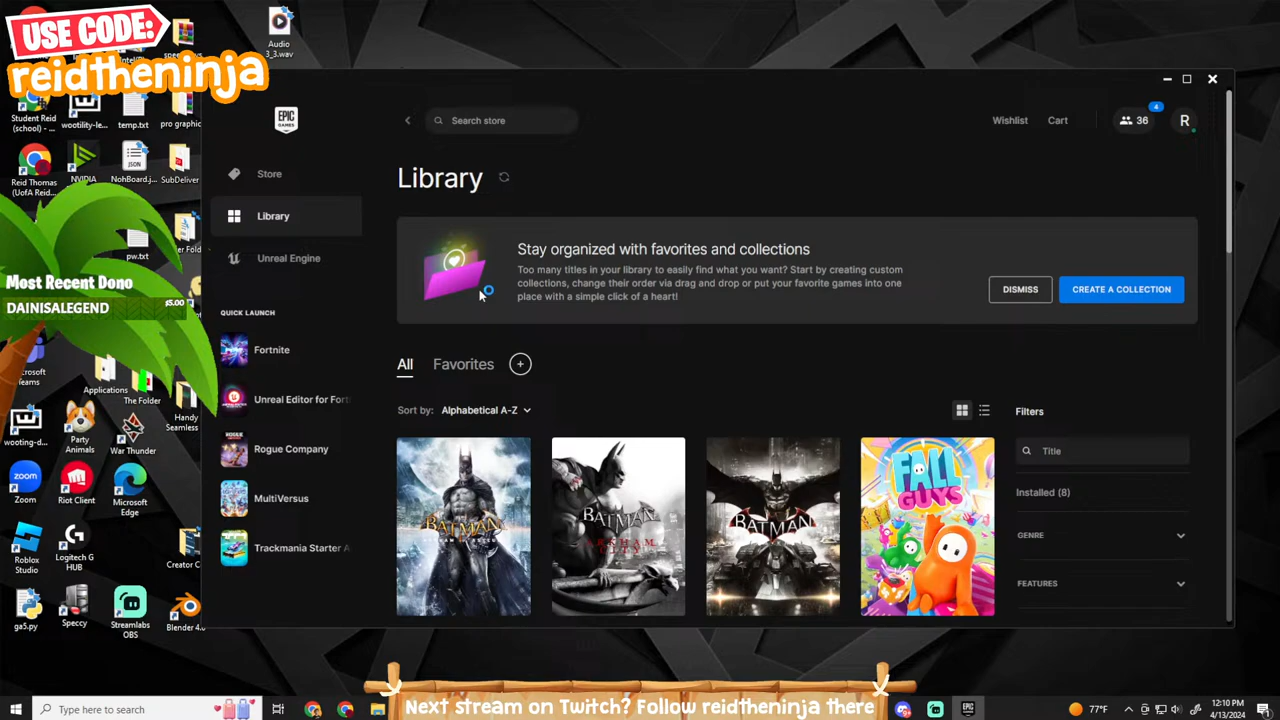 USE CODE:
reidtheninja
Audio
3_3.wav
Student Reid
(school) - ...
wootility-le...
temp.txt
pro graphic
Reid Thomas
(UofA Reid...
NVIDIA
NohBoard.j...
SubDeliver
pw.txt
Most Recent Dono
DAINISALEGEND
$5.00
Microsoft
Teams
Applications
The Folder
Handy
Seamless
wooting-d...
Party
Animals
War Thunder
Zoom
Riot Client
Microsoft
Edge
Roblox
Studio
Logitech G
HUB
Creator C
ga5.py
Speccy
Streamlabs
OBS
Blender 4.0
EPIC
GAMES
Search store
Wishlist
Cart
4
36
R
Store
Library
Unreal Engine
QUICK LAUNCH
Fortnite
Unreal Editor for Fort
Rogue Company
MultiVersus
Trackmania Starter A
Library
Stay organized with favorites and collections
Too many titles in your library to easily find what you want? Start by creating custom
collections, change their order via drag and drop or put your favorite games into one
place with a simple click of a heart!
DISMISS
CREATE A COLLECTION
All
Favorites
Sort by:
Alphabetical A-Z
Filters
Title
Installed (8)
GENRE
FEATURES
BATMAN
ARKHAM ASYLUM
BATMAN
ARKHAM CITY
BATMAN
FALL
GUYS
Type here to search
Next stream on Twitch? Follow reidtheninja there
EPIC
77°F
12:10 PM
4/13/2024
1